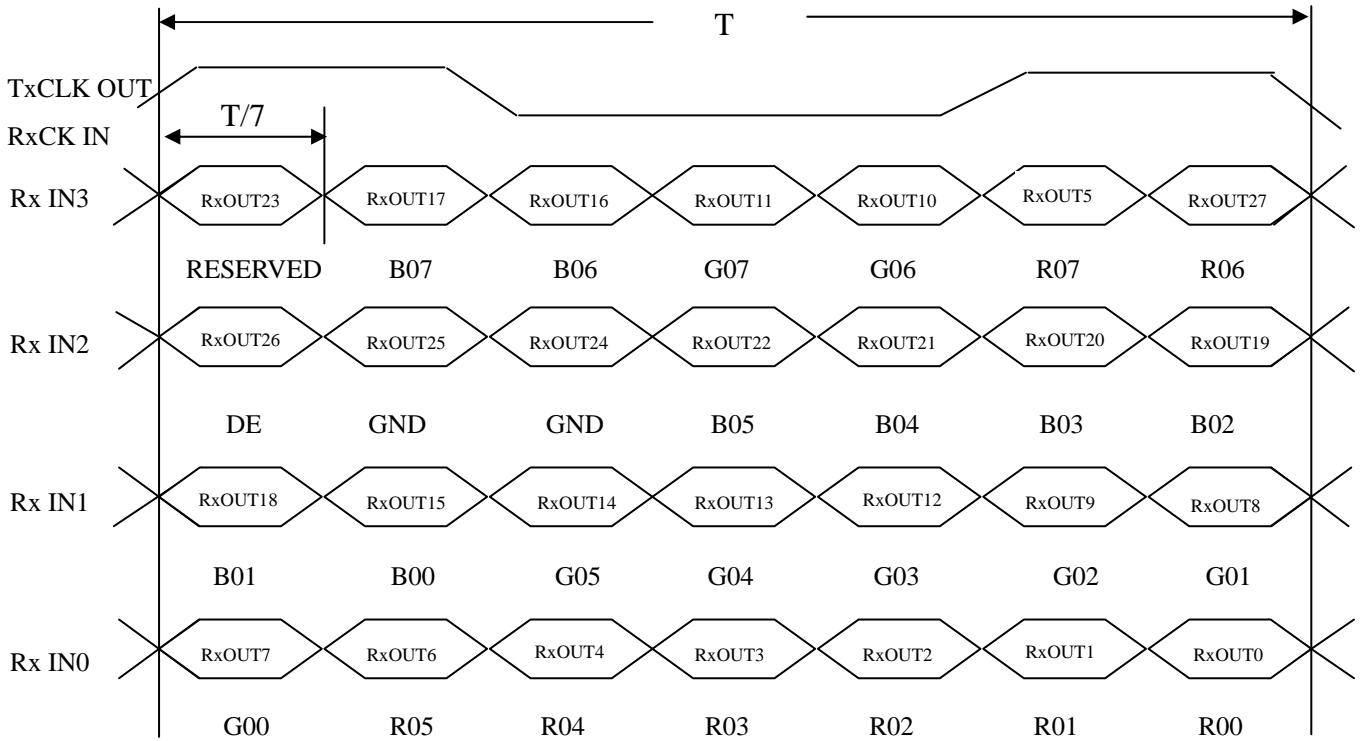 T
TxCLK OUT
T/7
RxCK IN
Rx IN3 RxOUT23 RxOUT17 RxOUT16 RxOUT11 RxOUT10 RxOUT5 RxOUT27
RESERVED B07 B06 G07 G06 R07 R06
Rx IN2 RxOUT26 RxOUT25 RxOUT24 RxOUT22 RxOUT21 RxOUT20 RxOUT19
DE GND GND B05 B04 B03 B02
Rx IN1 RxOUT18 RxOUT15 RxOUT14 RxOUT13 RxOUT12 RxOUT9 RxOUT8
B01 B00 G05 G04 G03 G02 G01
Rx IN0 RxOUT7 RxOUT6 RxOUT4 RxOUT3 RxOUT2 RxOUT1 RxOUT0
G00 R05 R04 R03 R02 R01 R00